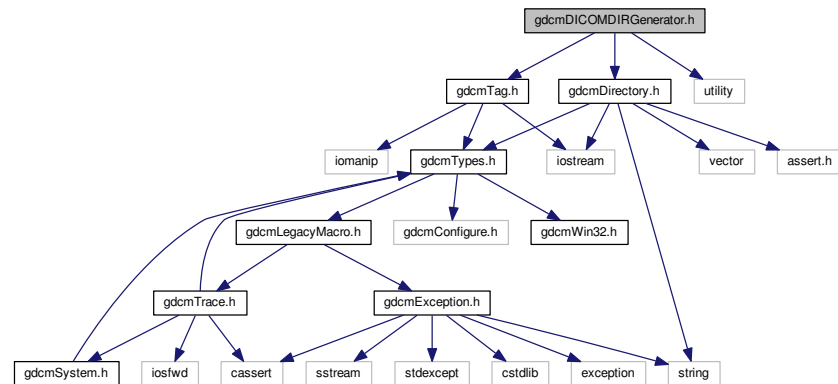 gdcmDICOMDIRGenerator.h
gdcmTag.h
gdcmDirectory.h
utility
iomanip
gdcmTypes.h
iostream
vector
assert.h
gdcmLegacyMacro.h
gdcmConfigure.h
gdcmWin32.h
gdcmTrace.h
gdcmException.h
gdcmSystem.h
iosfwd
cassert
sstream
stdexcept
cstdlib
exception
string